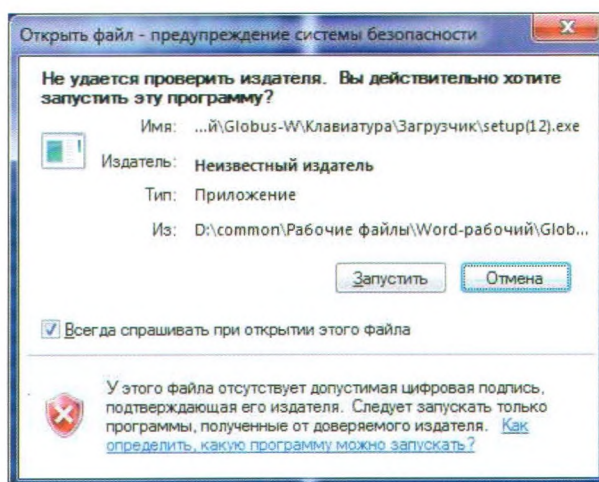 Открыть файл - предупреждение системы безопасности
Не удается проверить издателя. Вы действительно хотите
запустить эту программу?
Имя: ...й\Globus-W\Клавиатура\Загрузчик\setup(12).exe
Издатель: Неизвестный издатель
Тип: Приложение
Из: D:\common\Рабочие файлы\Word-рабочий\Glob...
Запустить Отмена
Всегда спрашивать при открытии этого файла
У этого файла отсутствует допустимая цифровая подпись,
подтверждающая его издателя. Следует запускать только
программы, полученные от доверяемого издателя. Как
определить, какую программу можно запускать?